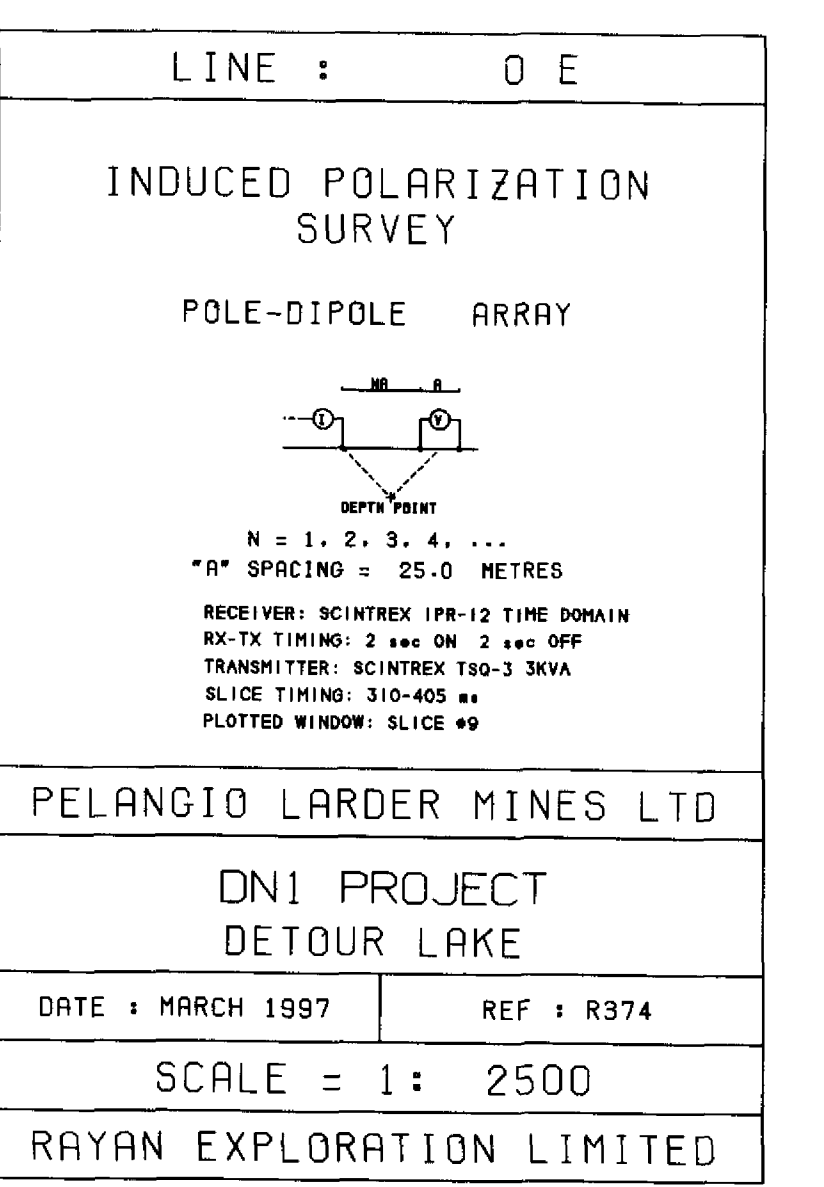 LINE : 0 E
INDUCED POLARIZATION
SURVEY
POLE-DIPOLE ARRAY
NA A
I V
DEPTH POINT
N = 1, 2, 3, 4, ...
"A" SPACING = 25.0 METRES
RECEIVER: SCINTREX IPR-12 TIME DOMAIN
RX-TX TIMING: 2 sec ON 2 sec OFF
TRANSMITTER: SCINTREX TSQ-3 3KVA
SLICE TIMING: 310-405 ms
PLOTTED WINDOW: SLICE #9
PELANGIO LARDER MINES LTD
DN1 PROJECT
DETOUR LAKE
DATE : MARCH 1997 REF : R374
SCALE = 1: 2500
RAYAN EXPLORATION LIMITED